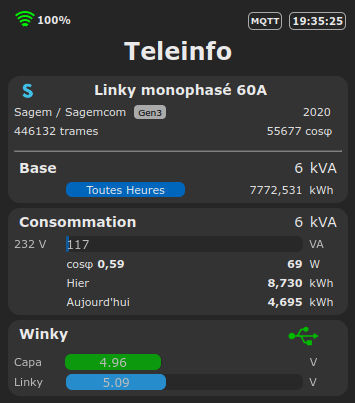 100% MQTT 19:35:25
Teleinfo
S Linky monophasé 60A
Sagem / Sagemcom Gen3 2020
446132 trames 55677 cosφ
Base 6 kVA
Toutes Heures 7772,531 kWh
Consommation 6 kVA
232 V 117 VA
cosφ 0,59 69 W
Hier 8,730 kWh
Aujourd'hui 4,695 kWh
Winky
Capa 4.96 V
Linky 5.09 V